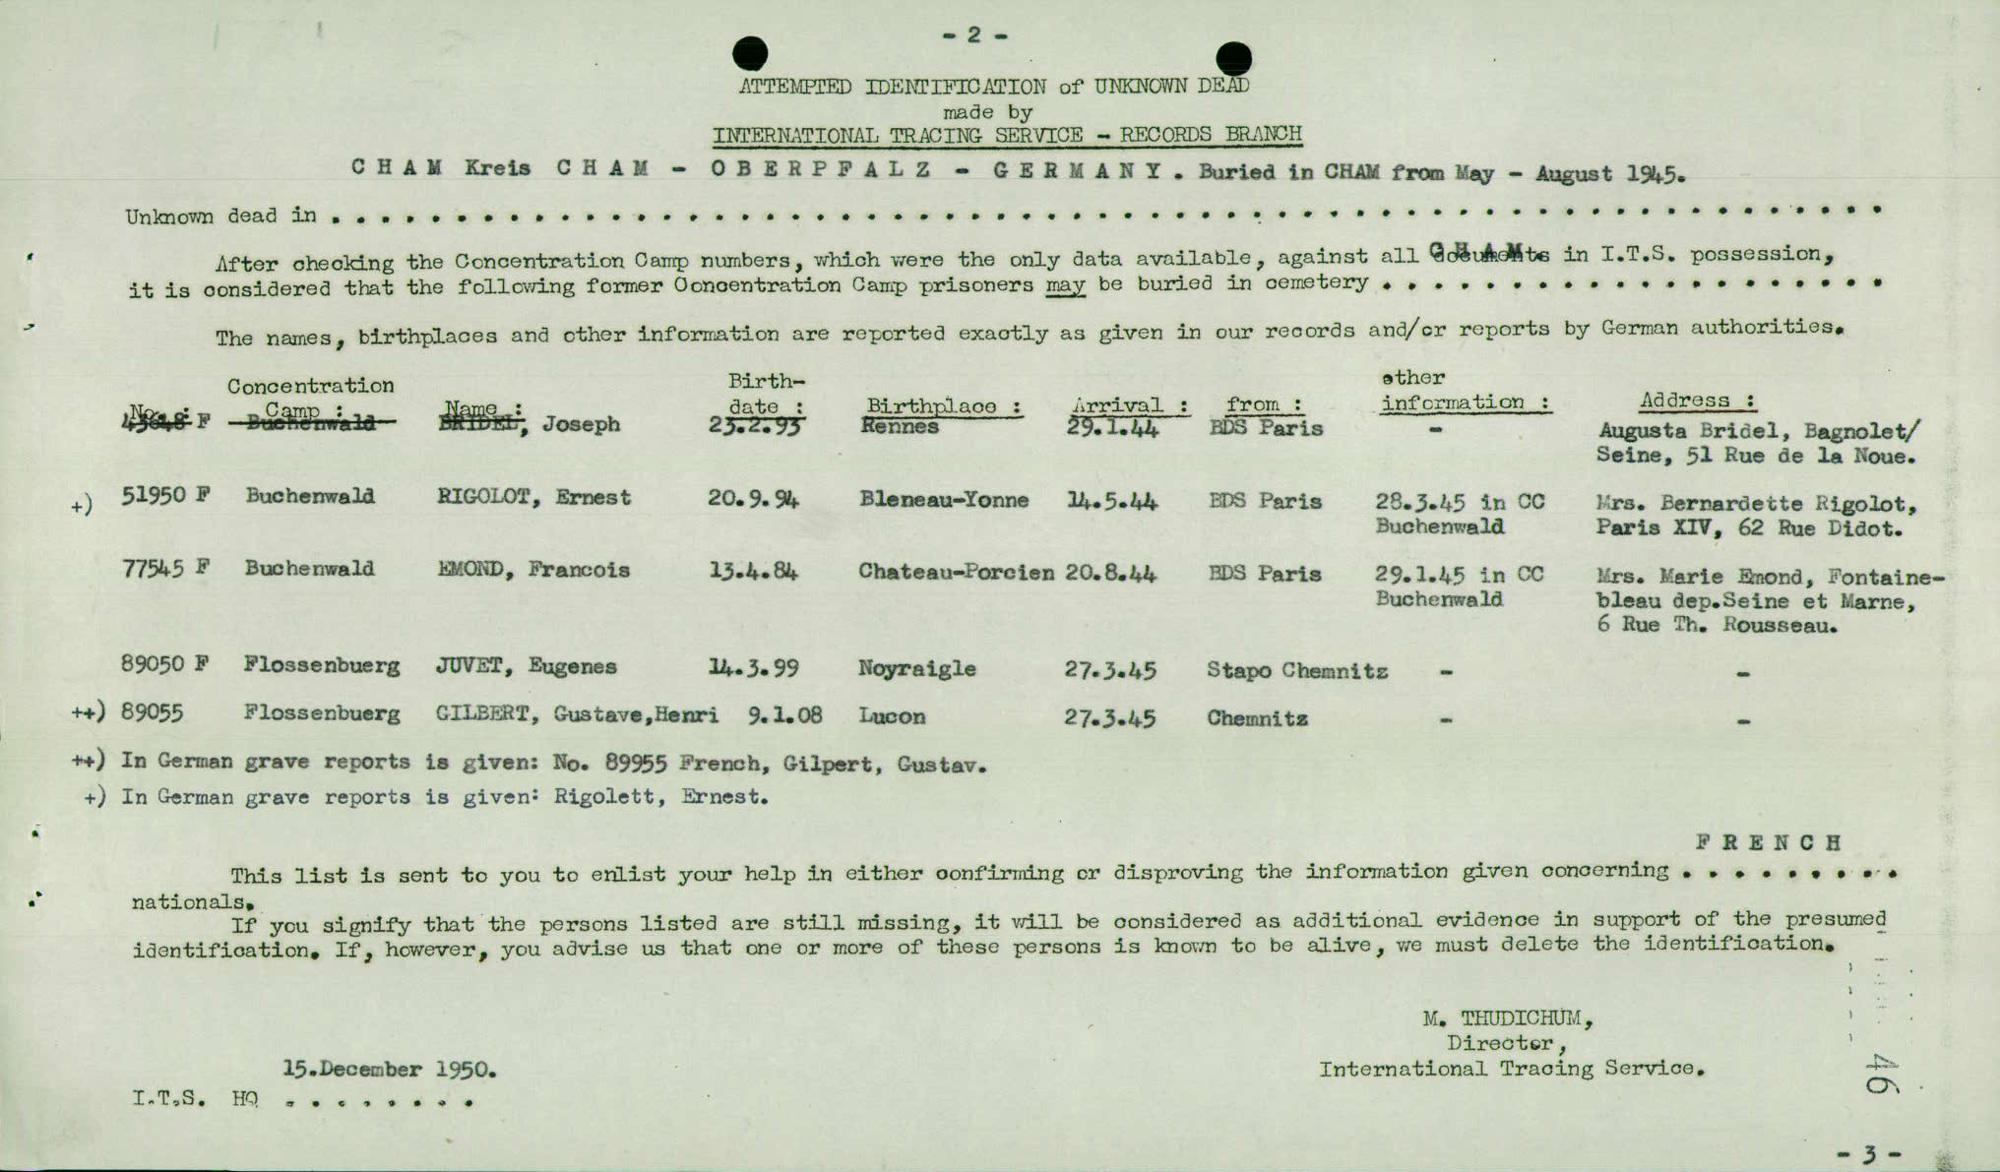 - 2 -
ATTEMPTED IDENTIFICATION of UNKNOWN DEAD
made by
INTERNATIONAL TRACING SERVICE - RECORDS BRANCH
CHAM Kreis CHAM - OBERPFALZ - GERMANY. Buried in CHAM from May - August 1945.
Unknown dead in . . . . . . . . . . . . . . . . . . . . . . . . . . . . . . . . . . . . . . . . . . . . . . . . . . . . . . . . . . . . .
After checking the Concentration Camp numbers, which were the only data available, against all documents in I.T.S. possession,
CHAM
it is considered that the following former Concentration Camp prisoners may be buried in cemetery . . . . . . . . . . . . . . . . . . . .
The names, birthplaces and other information are reported exactly as given in our records and/or reports by German authorities.
No. : Concentration Camp : Name : Birth-date : Birthplace : Arrival : from : other information : Address :
43648 F Buchenwald BRIDEL, Joseph 23.2.93 Rennes 29.1.44 BDS Paris - Augusta Bridel, Bagnolet/
Seine, 51 Rue de la Noue.
+) 51950 F Buchenwald RIGOLOT, Ernest 20.9.94 Bleneau-Yonne 14.5.44 BDS Paris 28.3.45 in CC Mrs. Bernardette Rigolot,
Buchenwald Paris XIV, 62 Rue Didot.
77545 F Buchenwald EMOND, Francois 13.4.84 Chateau-Porcien 20.8.44 BDS Paris 29.1.45 in CC Mrs. Marie Emond, Fontaine-
Buchenwald bleau dep.Seine et Marne,
6 Rue Th. Rousseau.
89050 F Flossenbuerg JUVET, Eugenes 14.3.99 Noyraigle 27.3.45 Stapo Chemnitz - -
++) 89055 Flossenbuerg GILBERT, Gustave,Henri 9.1.08 Lucon 27.3.45 Chemnitz - -
++) In German grave reports is given: No. 89955 French, Gilpert, Gustav.
+) In German grave reports is given: Rigolett, Ernest.
FRENCH
This list is sent to you to enlist your help in either confirming or disproving the information given concerning . . . . . . . . .
nationals.
If you signify that the persons listed are still missing, it will be considered as additional evidence in support of the presumed
identification. If, however, you advise us that one or more of these persons is known to be alive, we must delete the identification.
M. THUDICHUM,
Director,
International Tracing Service.
15.December 1950.
I.T.S. HQ . . . . . . . .
46
- 3 -